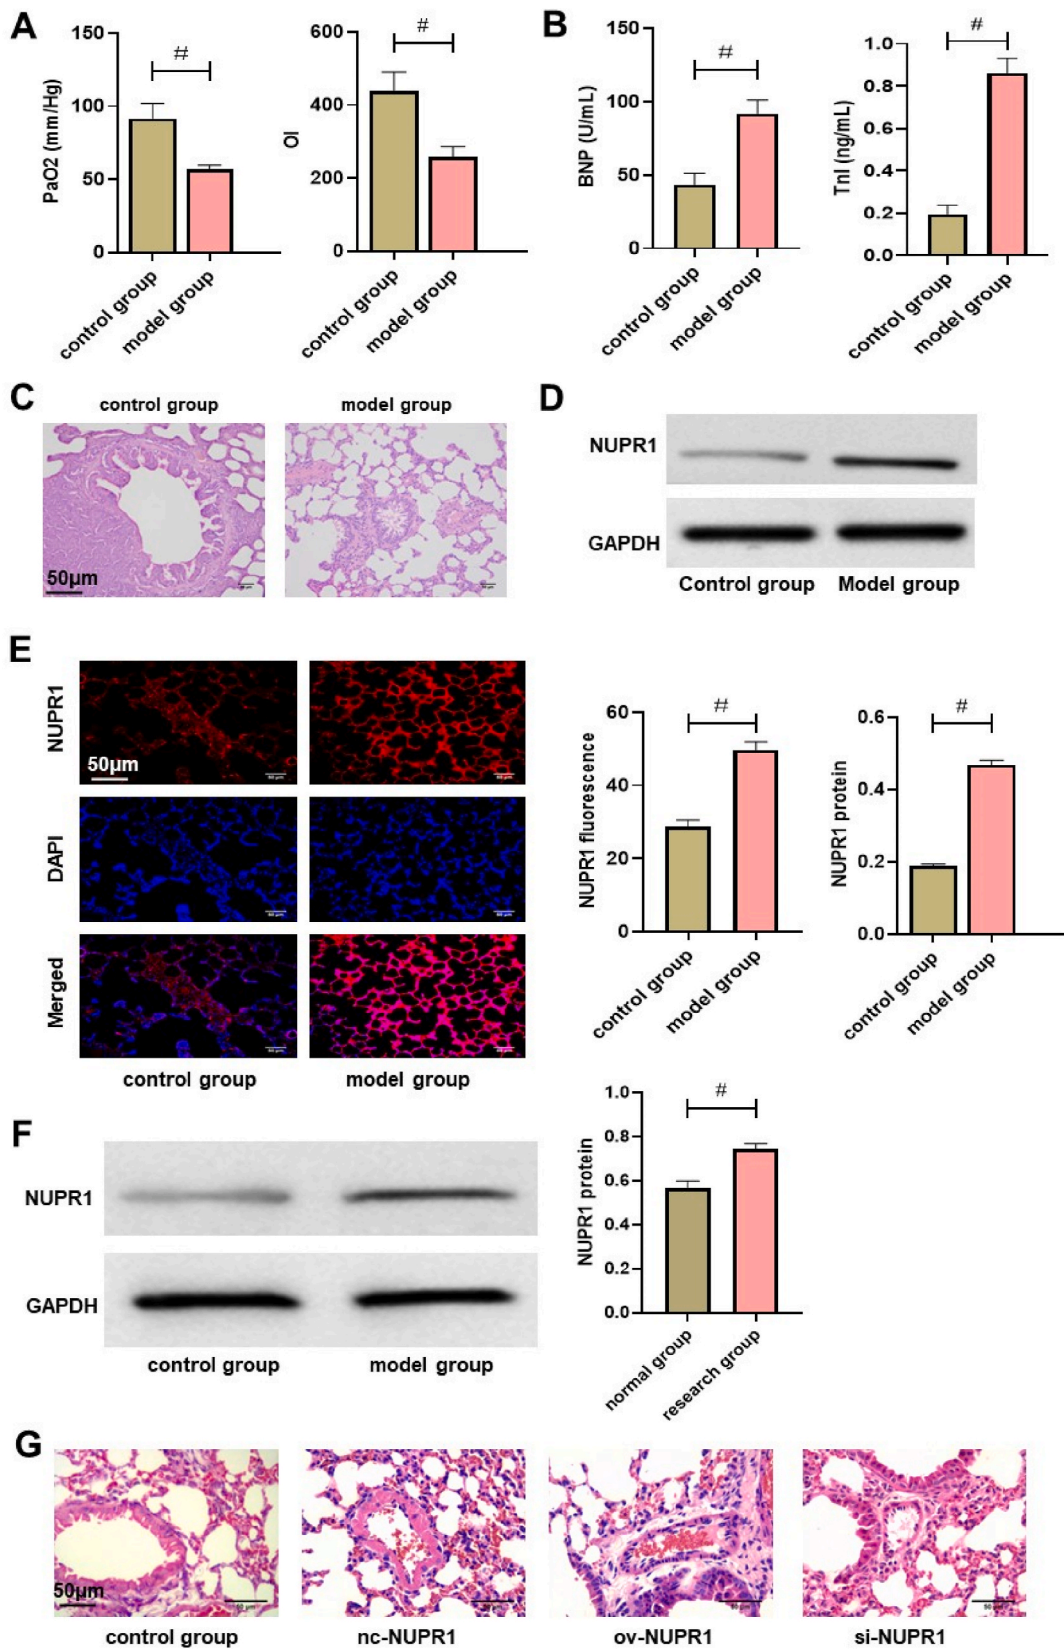 A
PaO2 (mm/Hg)
150
100
50
0
#
control group
model group
OI
600
400
200
0
#
control group
model group
B
BNP (U/mL)
150
100
50
0
#
control group
model group
TnI (ng/mL)
1.0
0.8
0.6
0.4
0.2
0.0
#
control group
model group
C
control group
model group
50μm
D
NUPR1
GAPDH
Control group
Model group
E
NUPR1
50μm
DAPI
Merged
control group
model group
NUPR1 fluorescence
60
40
20
0
#
control group
model group
NUPR1 protein
0.6
0.4
0.2
0.0
#
control group
model group
F
NUPR1
GAPDH
control group
model group
NUPR1 protein
1.0
0.8
0.6
0.4
0.2
0.0
#
normal group
research group
G
50μm
50 μm
control group
nc-NUPR1
ov-NUPR1
si-NUPR1